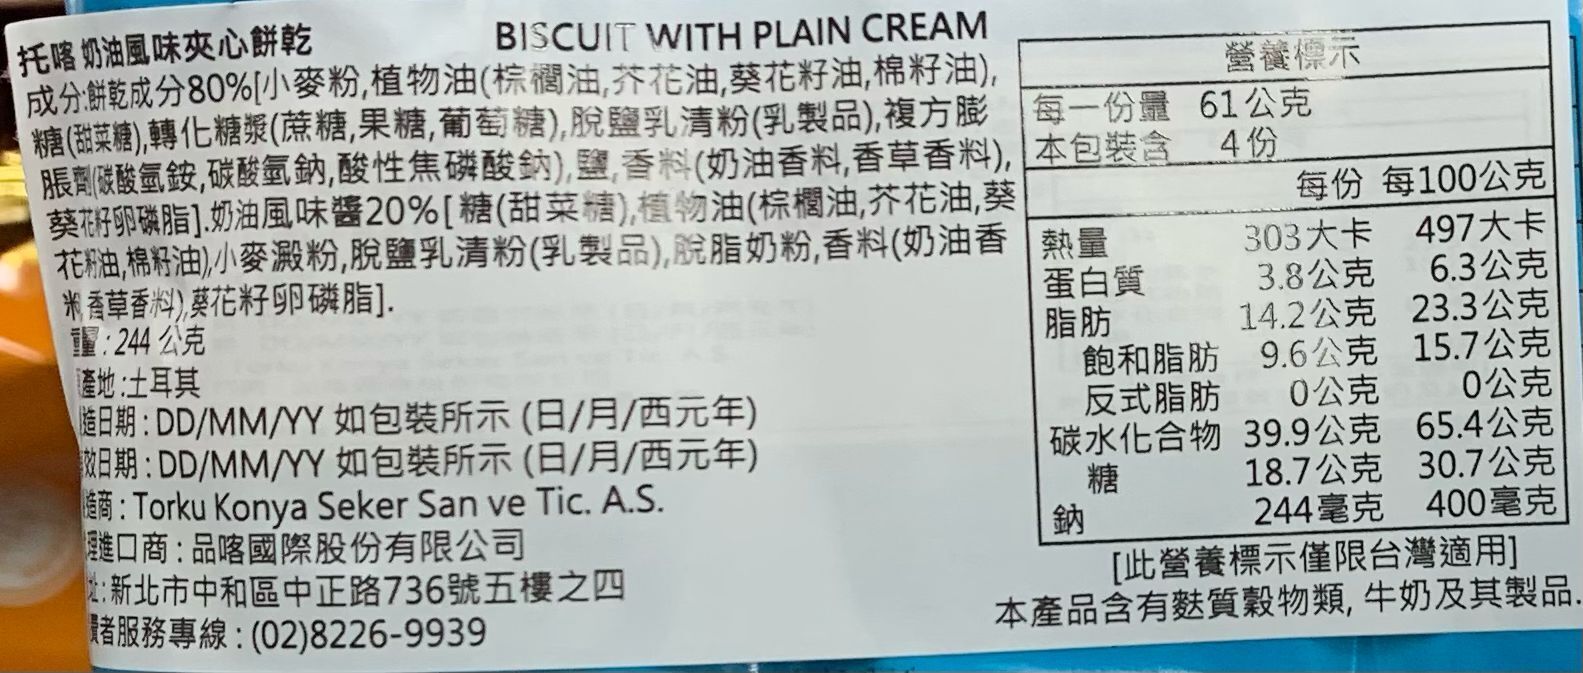 托喀 奶油風味夾心餅乾
BISCUIT WITH PLAIN CREAM
成分:餅乾成分80%[小麥粉,植物油(棕櫚油,芥花油,葵花籽油,棉籽油),
糖(甜菜糖),轉化糖漿(蔗糖,果糖,葡萄糖),脫鹽乳清粉(乳製品),複方膨
脹劑(碳酸氫銨,碳酸氫鈉,酸性焦磷酸鈉),鹽,香料(奶油香料,香草香料),
葵花籽卵磷脂].奶油風味醬20%[糖(甜菜糖),植物油(棕櫚油,芥花油,葵
花籽油,棉籽油),小麥澱粉,脫鹽乳清粉(乳製品),脫脂奶粉,香料(奶油香
料,香草香料),葵花籽卵磷脂].
重量:244公克
產地:土耳其
造日期:DD/MM/YY 如包裝所示 (日/月/西元年)
效日期:DD/MM/YY 如包裝所示 (日/月/西元年)
造商:Torku Konya Seker San ve Tic. A.S.
理進口商:品喀國際股份有限公司
址:新北市中和區中正路736號五樓之四
者服務專線:(02)8226-9939
營養標示
每一份量 61公克
本包裝含 4份
每份 每100公克
熱量 303大卡 497大卡
蛋白質 3.8公克 6.3公克
脂肪 14.2公克 23.3公克
飽和脂肪 9.6公克 15.7公克
反式脂肪 0公克 0公克
碳水化合物 39.9公克 65.4公克
糖 18.7公克 30.7公克
鈉 244毫克 400毫克
[此營養標示僅限台灣適用]
本產品含有麩質穀物類,牛奶及其製品.